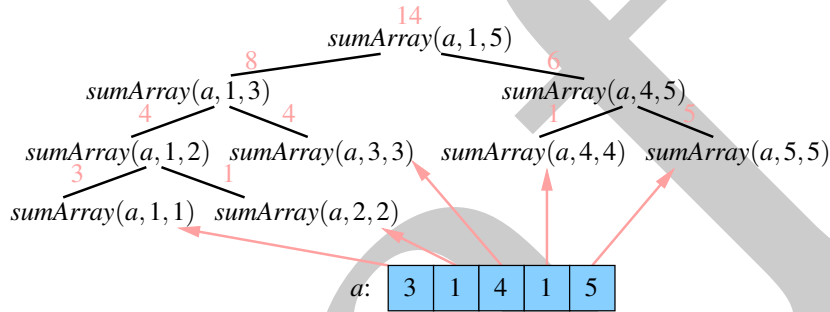 14
sumArray(a,1,5)
8 6
sumArray(a,1,3) sumArray(a,4,5)
4 4 1 5
sumArray(a,1,2) sumArray(a,3,3) sumArray(a,4,4) sumArray(a,5,5)
3 1
sumArray(a,1,1) sumArray(a,2,2)
a: 3 1 4 1 5